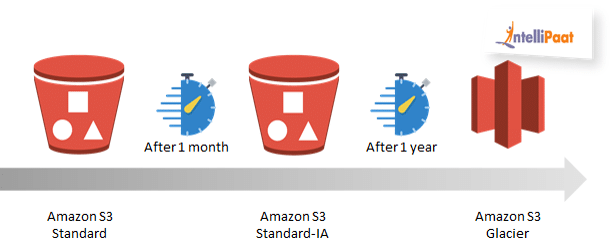 intelliPaat
After 1 month
After 1 year
Amazon S3
Standard
Amazon S3
Standard-IA
Amazon S3
Glacier